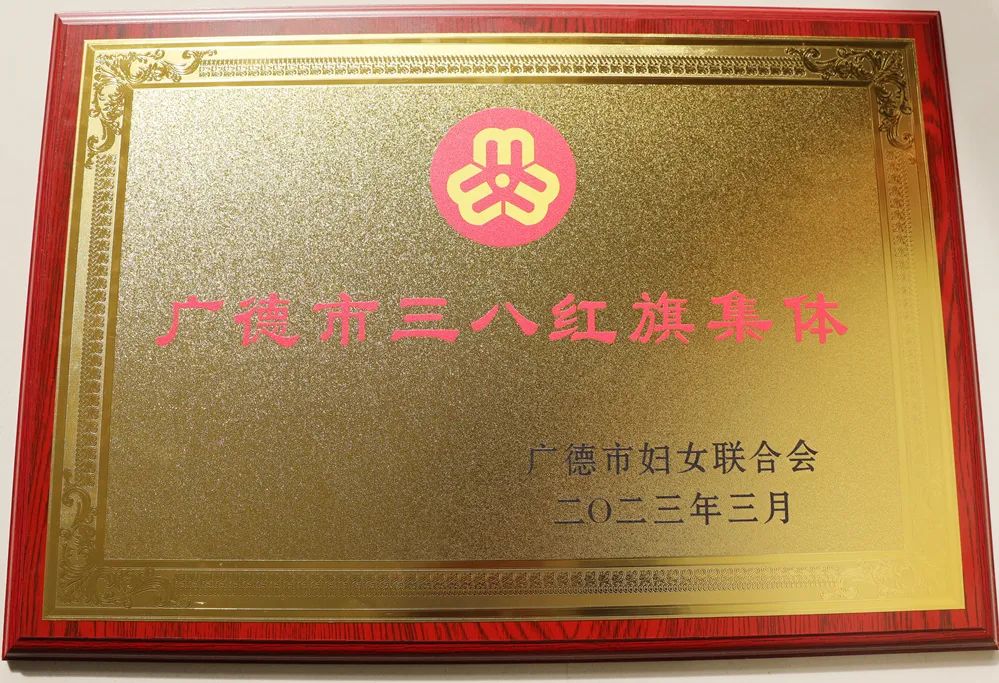 广德市三八红旗集体
广德市妇女联合会
二〇二三年三月